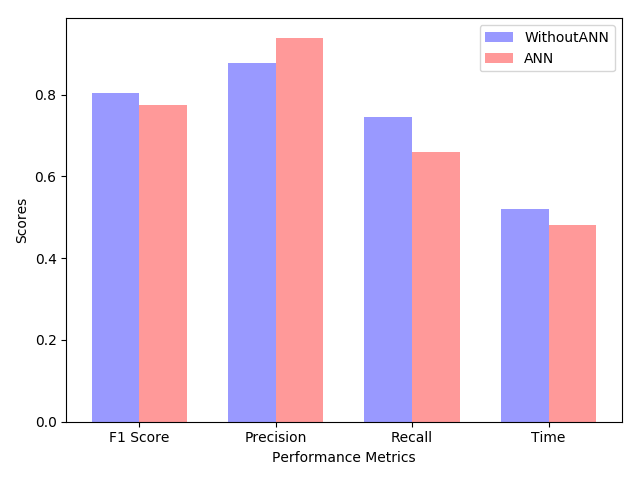 WithoutANN
ANN
Scores
0.8
0.6
0.4
0.2
0.0
F1 Score
Precision
Recall
Time
Performance Metrics